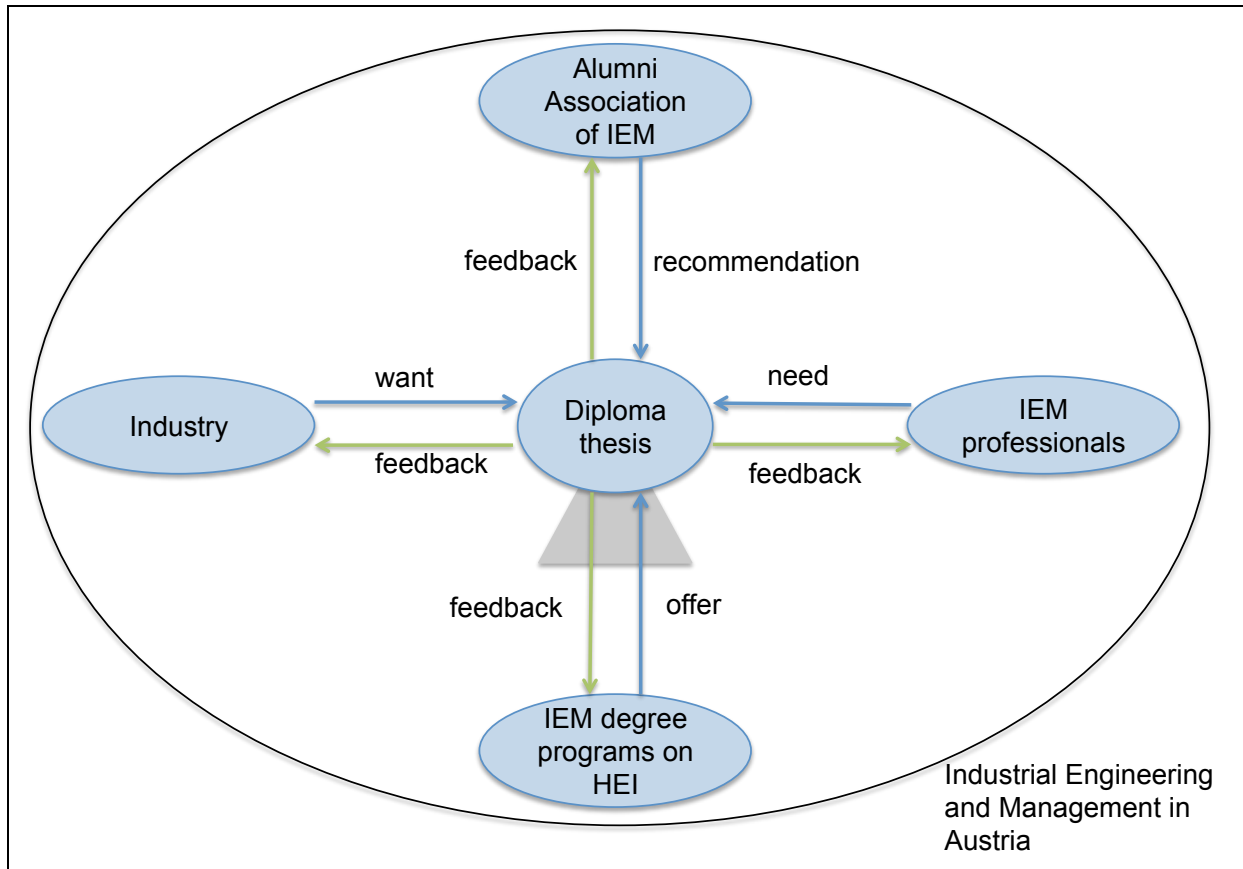 Alumni
Association
of IEM
feedback
recommendation
want
need
Industry
Diploma
thesis
IEM
professionals
feedback
feedback
feedback
offer
IEM degree
programs on
HEI
Industrial Engineering
and Management in
Austria